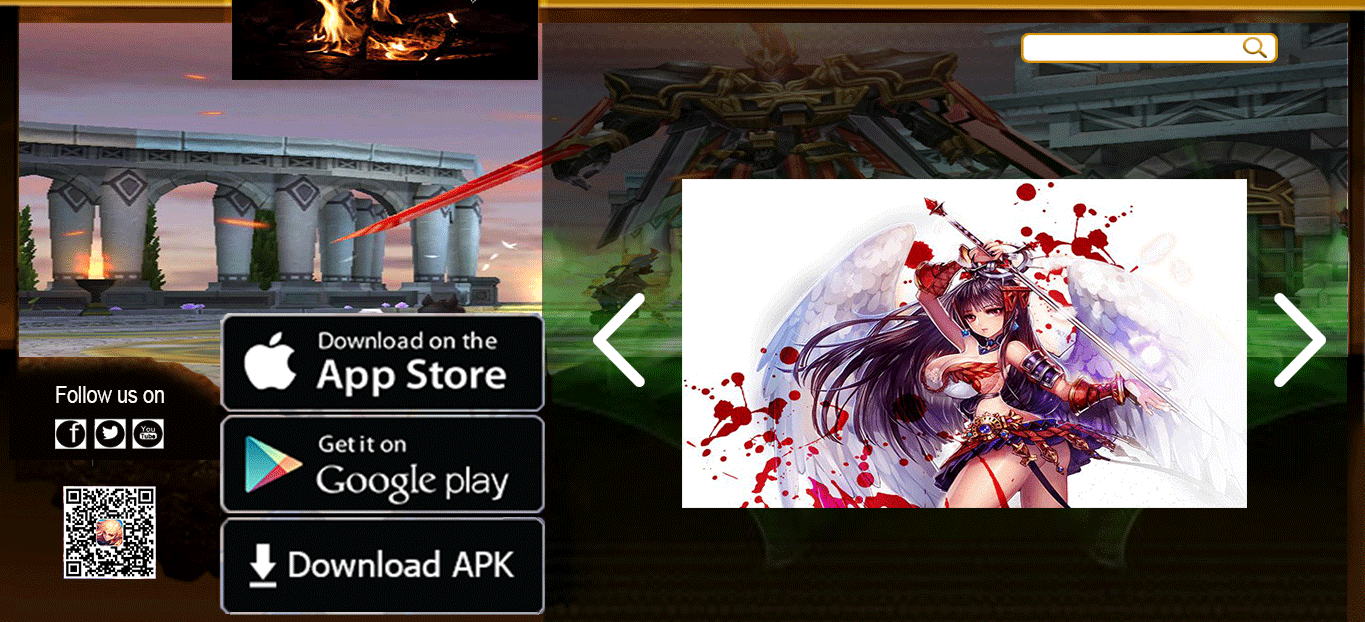 Follow us on
f
You
Tube
Download on the
App Store
Get it on
Google play
Download APK